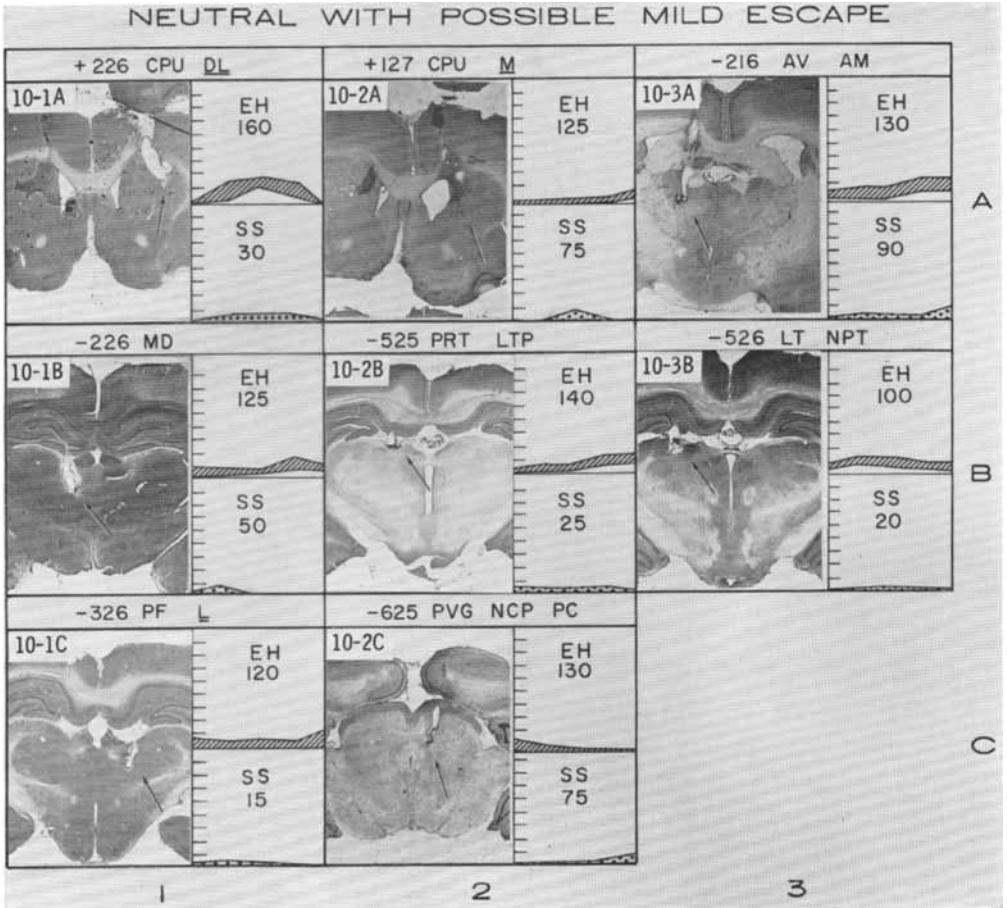 NEUTRAL WITH POSSIBLE MILD ESCAPE
+226 CPU DL
+127 CPU M
-216 AV AM
10-1A
EH
160
SS
30
10-2A
EH
125
SS
75
10-3A
EH
130
SS
90
A
-226 MD
-525 PRT LTP
-526 LT NPT
10-1B
EH
125
SS
50
10-2B
EH
140
SS
25
10-3B
EH
100
SS
20
B
-326 PF L
-625 PVG NCP PC
10-1C
EH
120
SS
15
10-2C
EH
130
SS
75
C
1
2
3